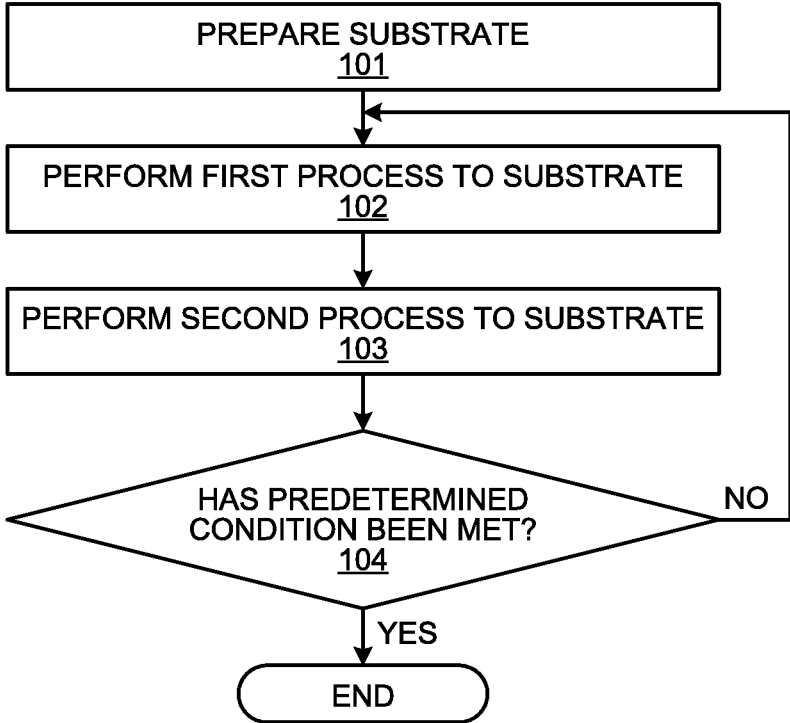 PREPARE SUBSTRATE
101
PERFORM FIRST PROCESS TO SUBSTRATE
102
PERFORM SECOND PROCESS TO SUBSTRATE
103
HAS PREDETERMINED
CONDITION BEEN MET?
104
NO
YES
END